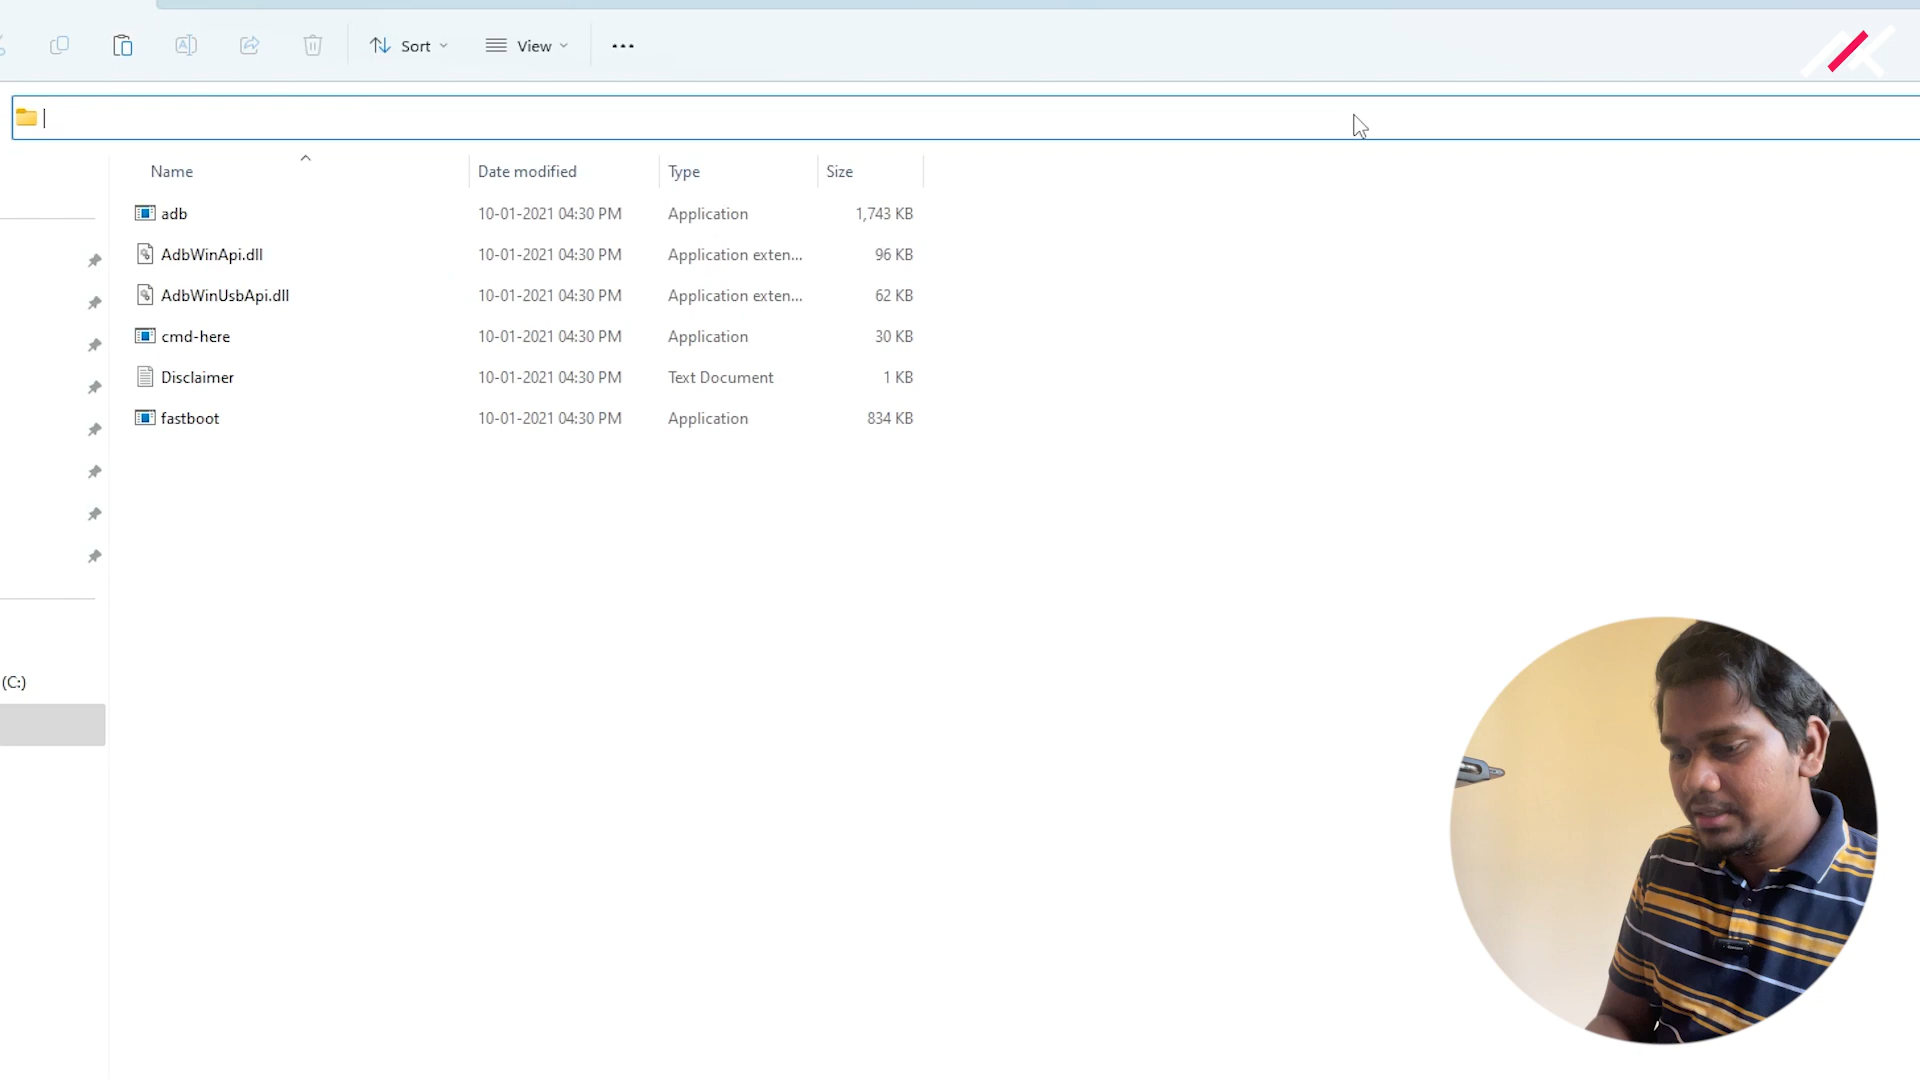 Sort
View
Name Date modified Type Size
adb 10-01-2021 04:30 PM Application 1,743 KB
AdbWinApi.dll 10-01-2021 04:30 PM Application exten... 96 KB
AdbWinUsbApi.dll 10-01-2021 04:30 PM Application exten... 62 KB
cmd-here 10-01-2021 04:30 PM Application 30 KB
Disclaimer 10-01-2021 04:30 PM Text Document 1 KB
fastboot 10-01-2021 04:30 PM Application 834 KB
(C:)